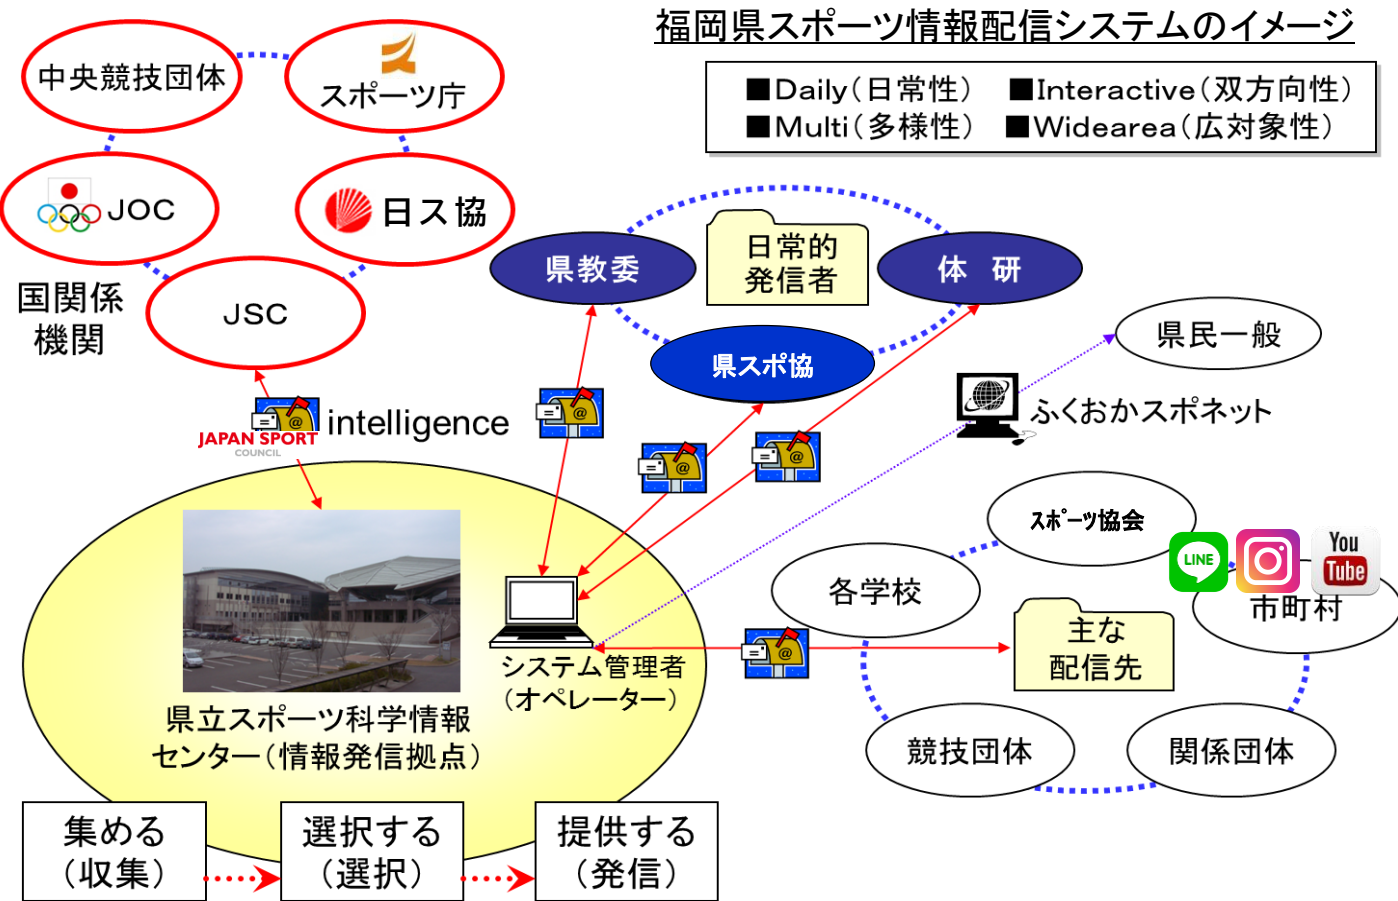 福岡県スポーツ情報配信システムのイメージ
■Daily（日常性）　■Interactive（双方向性）
■Multi（多様性）　■Widearea（広対象性）
中央競技団体
スポーツ庁
JOC
日ス協
JSC
国関係
機関
県教委
日常的
発信者
体　研
県スポ協
県民一般
ふくおかスポネット
@
JAPAN SPORT
COUNCIL
intelligence
@
@
@
スポーツ協会
各学校
LINE
You
Tube
市町村
主な
配信先
@
競技団体
関係団体
システム管理者
（オペレーター）
県立スポーツ科学情報
センター（情報発信拠点）
集める
（収集）
選択する
（選択）
提供する
（発信）